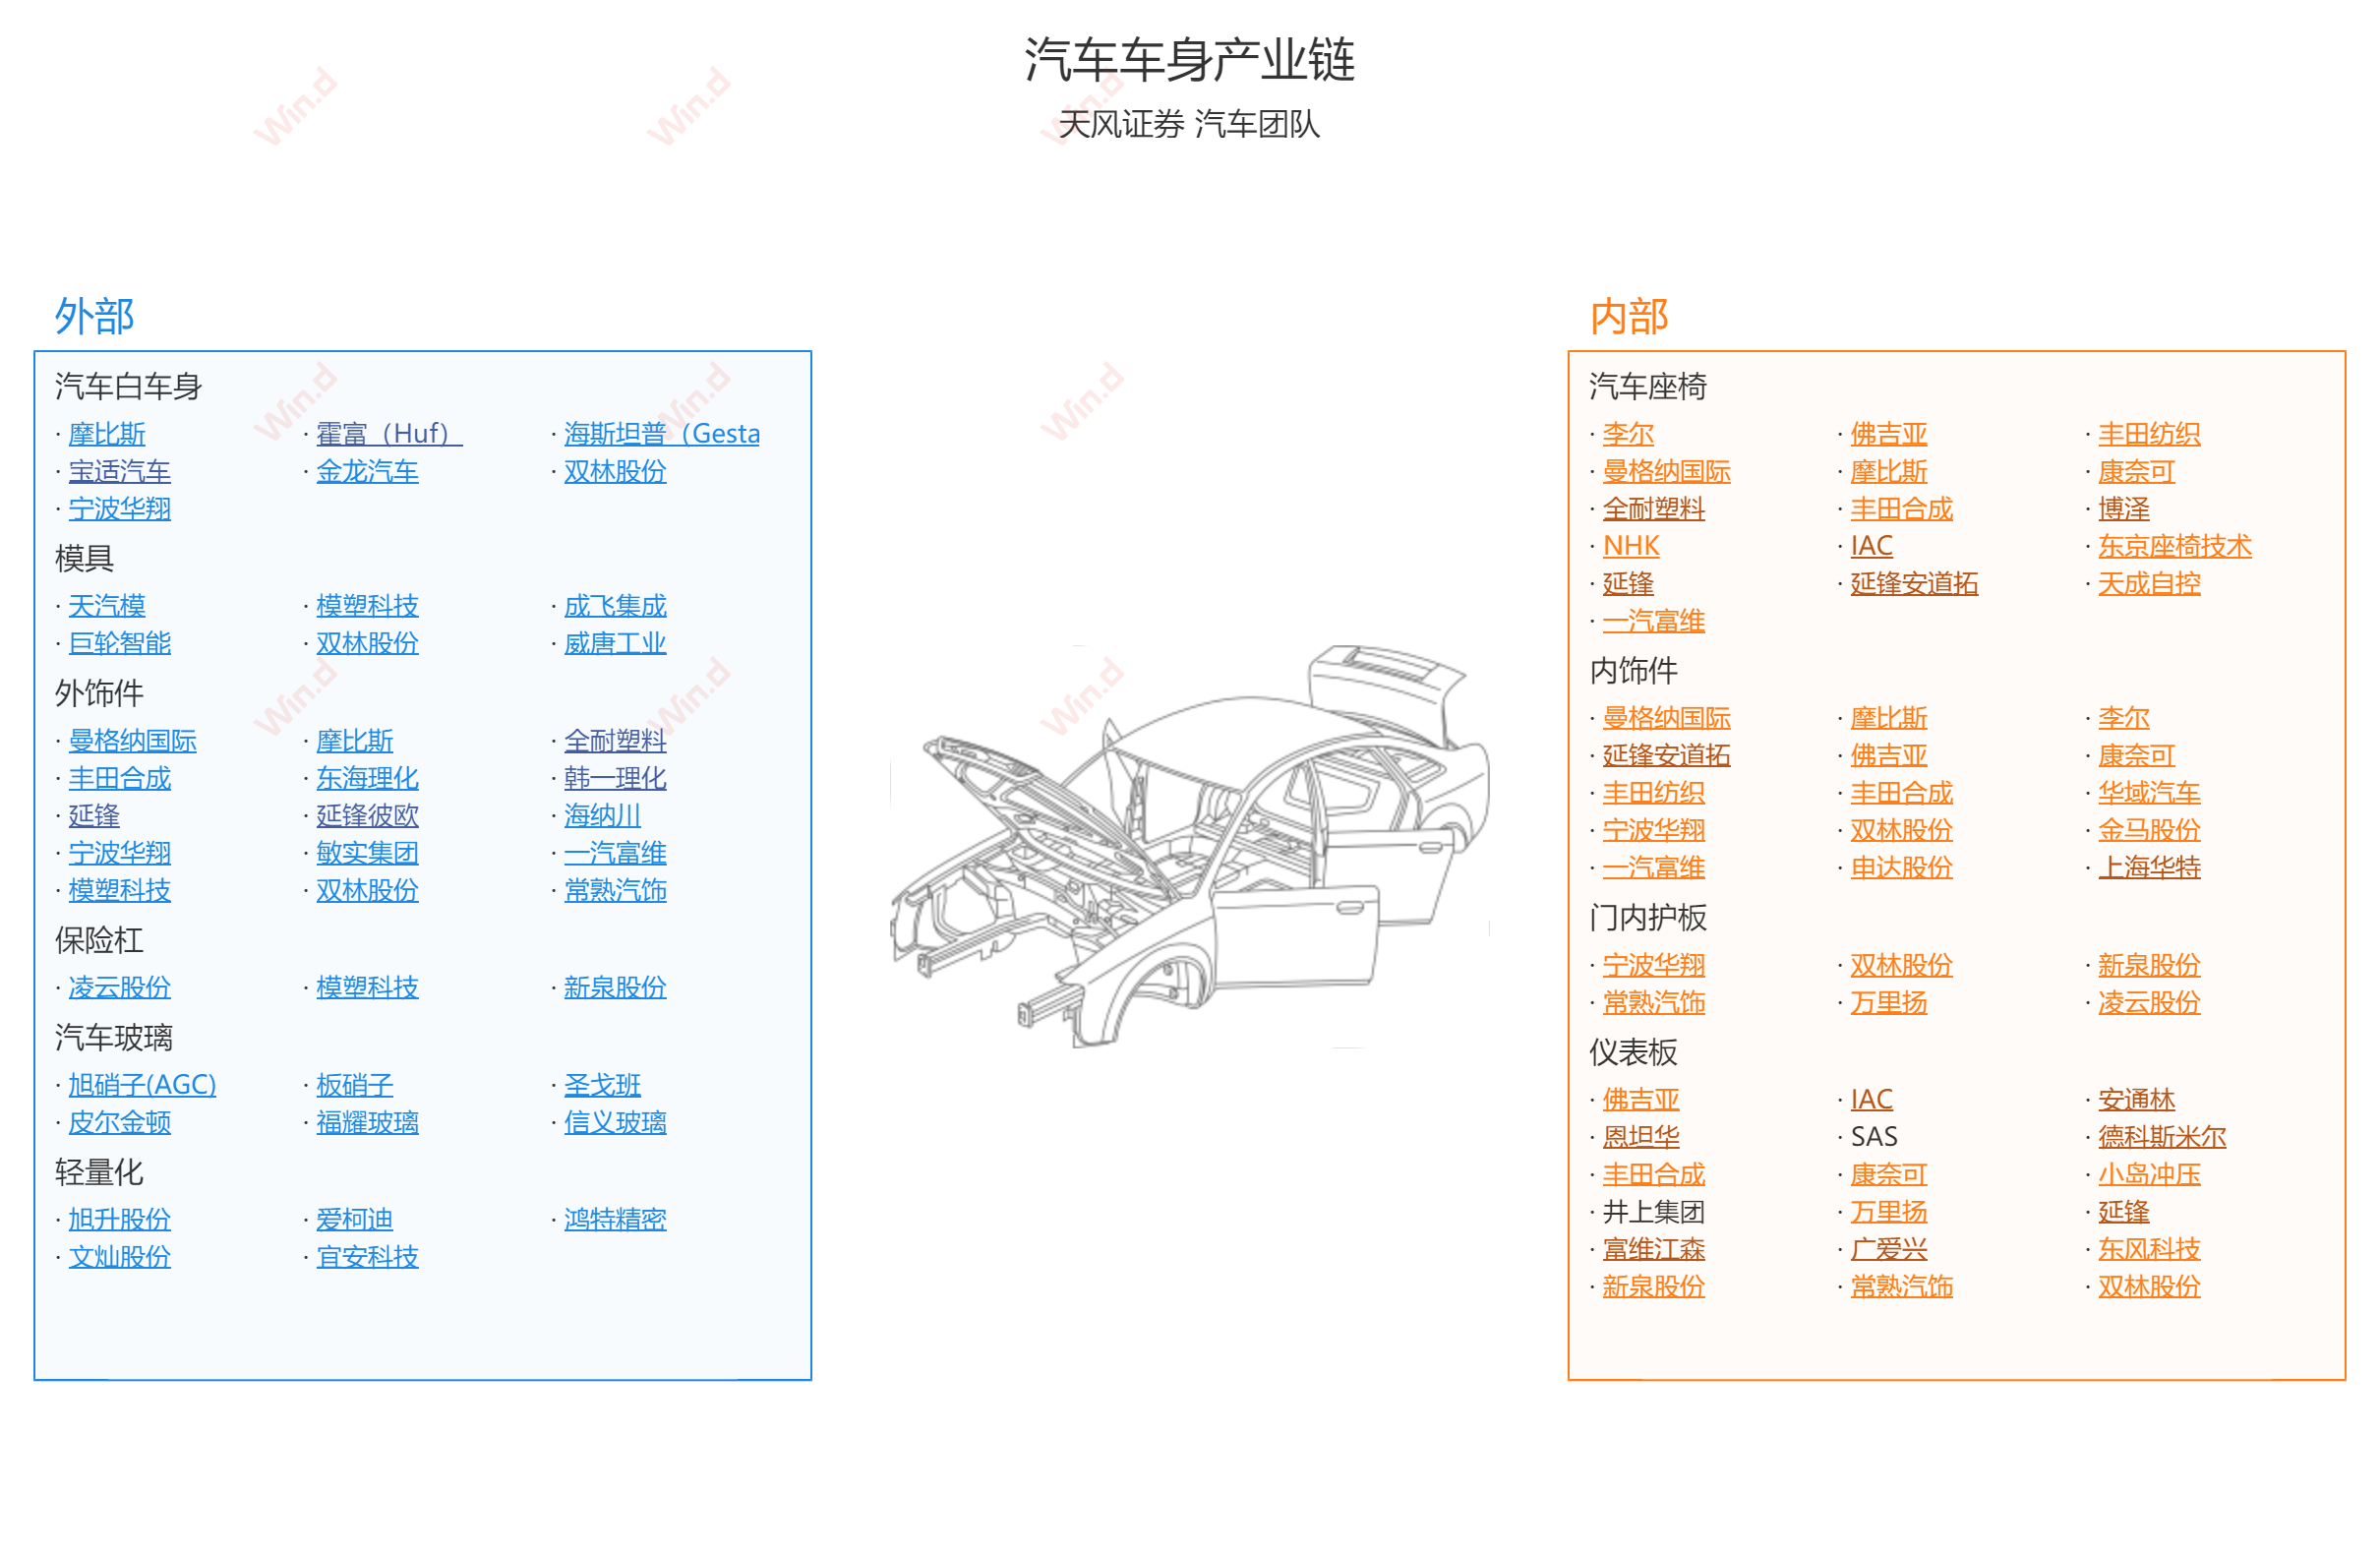 汽车车身产业链
天风证券 汽车团队
外部
汽车白车身
· 摩比斯 · 霍富（Huf） · 海斯坦普（Gesta
· 宝适汽车 · 金龙汽车 · 双林股份
· 宁波华翔
模具
· 天汽模 · 模塑科技 · 成飞集成
· 巨轮智能 · 双林股份 · 威唐工业
外饰件
· 曼格纳国际 · 摩比斯 · 全耐塑料
· 丰田合成 · 东海理化 · 韩一理化
· 延锋 · 延锋彼欧 · 海纳川
· 宁波华翔 · 敏实集团 · 一汽富维
· 模塑科技 · 双林股份 · 常熟汽饰
保险杠
· 凌云股份 · 模塑科技 · 新泉股份
汽车玻璃
· 旭硝子(AGC) · 板硝子 · 圣戈班
· 皮尔金顿 · 福耀玻璃 · 信义玻璃
轻量化
· 旭升股份 · 爱柯迪 · 鸿特精密
· 文灿股份 · 宜安科技
内部
汽车座椅
· 李尔 · 佛吉亚 · 丰田纺织
· 曼格纳国际 · 摩比斯 · 康奈可
· 全耐塑料 · 丰田合成 · 博泽
· NHK · IAC · 东京座椅技术
· 延锋 · 延锋安道拓 · 天成自控
· 一汽富维
内饰件
· 曼格纳国际 · 摩比斯 · 李尔
· 延锋安道拓 · 佛吉亚 · 康奈可
· 丰田纺织 · 丰田合成 · 华域汽车
· 宁波华翔 · 双林股份 · 金马股份
· 一汽富维 · 申达股份 · 上海华特
门内护板
· 宁波华翔 · 双林股份 · 新泉股份
· 常熟汽饰 · 万里扬 · 凌云股份
仪表板
· 佛吉亚 · IAC · 安通林
· 恩坦华 · SAS · 德科斯米尔
· 丰田合成 · 康奈可 · 小岛冲压
· 井上集团 · 万里扬 · 延锋
· 富维江森 · 广爱兴 · 东风科技
· 新泉股份 · 常熟汽饰 · 双林股份
Win.d
Win.d
Win.d
Win.d
Win.d
Win.d
Win.d
Win.d
Win.d